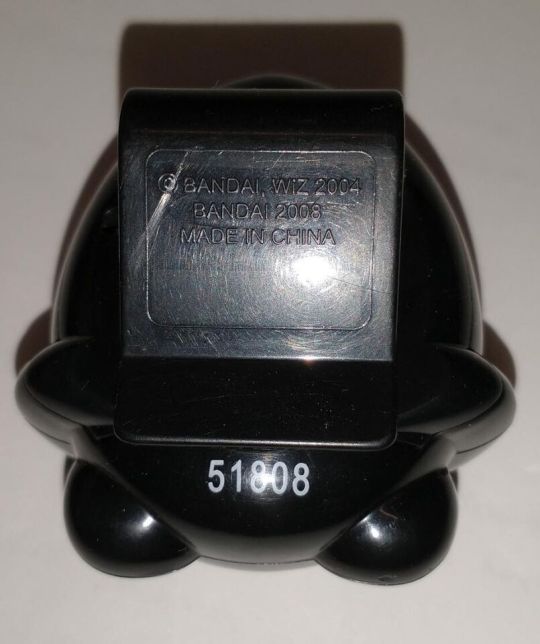 © BANDAI, WiZ 2004
BANDAI 2008
MADE IN CHINA
51808